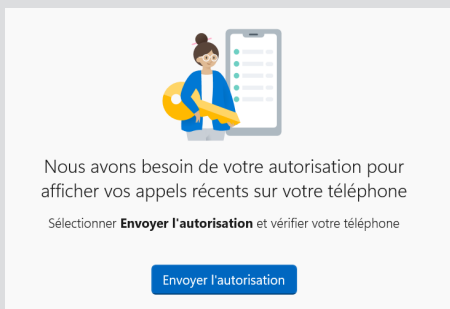 Nous avons besoin de votre autorisation pour
afficher vos appels récents sur votre téléphone
Sélectionner Envoyer l'autorisation et vérifier votre téléphone
Envoyer l'autorisation